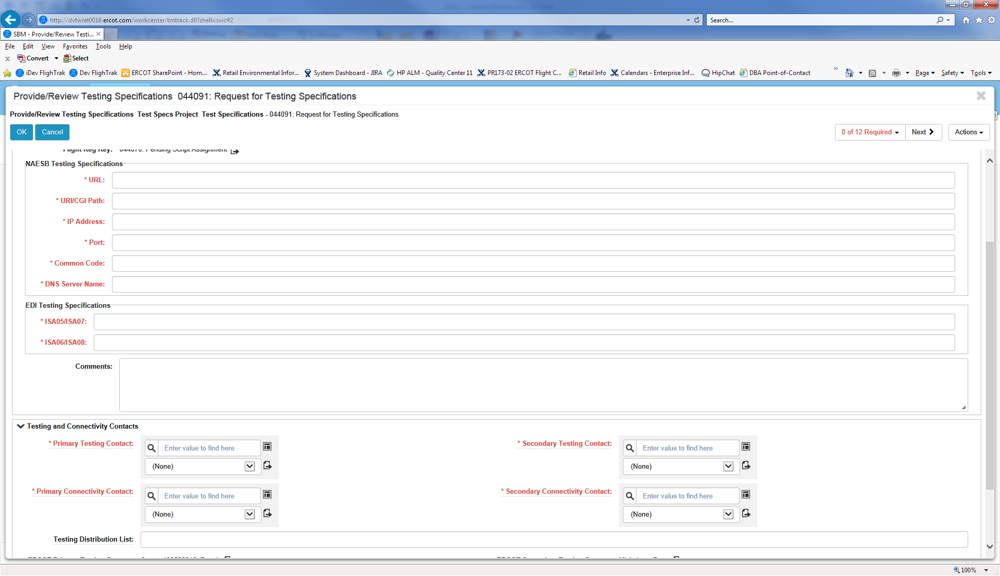 http://dvtwret0018.ercot.com/workcenter/tmtrack.dll?shell=swc#2
Search...
SBM - Provide/Review Testi...
File Edit View Favorites Tools Help
x Convert Select
iDev FlighTrak Dev FlighTrak ERCOT SharePoint - Hom... Retail Environmental Infor... System Dashboard - JIRA HP ALM - Quality Center 11 PR173-02 ERCOT Flight C... Retail Info Calendars - Enterprise Inf... HipChat DBA Point-of-Contact » Page Safety Tools
Provide/Review Testing Specifications 044091: Request for Testing Specifications
Provide/Review Testing Specifications Test Specs Project Test Specifications - 044091: Request for Testing Specifications
OK Cancel 0 of 12 Required Next Actions
Flight Reg Key: 044078: Pending Script Assignment
NAESB Testing Specifications
* URL:
* URI/CGI Path:
* IP Address:
* Port:
* Common Code:
* DNS Server Name:
EDI Testing Specifications
* ISA05/ISA07:
* ISA06/ISA08:
Comments:
Testing and Connectivity Contacts
* Primary Testing Contact: Enter value to find here * Secondary Testing Contact: Enter value to find here
(None) (None)
* Primary Connectivity Contact: Enter value to find here * Secondary Connectivity Contact: Enter value to find here
(None) (None)
Testing Distribution List:
100%